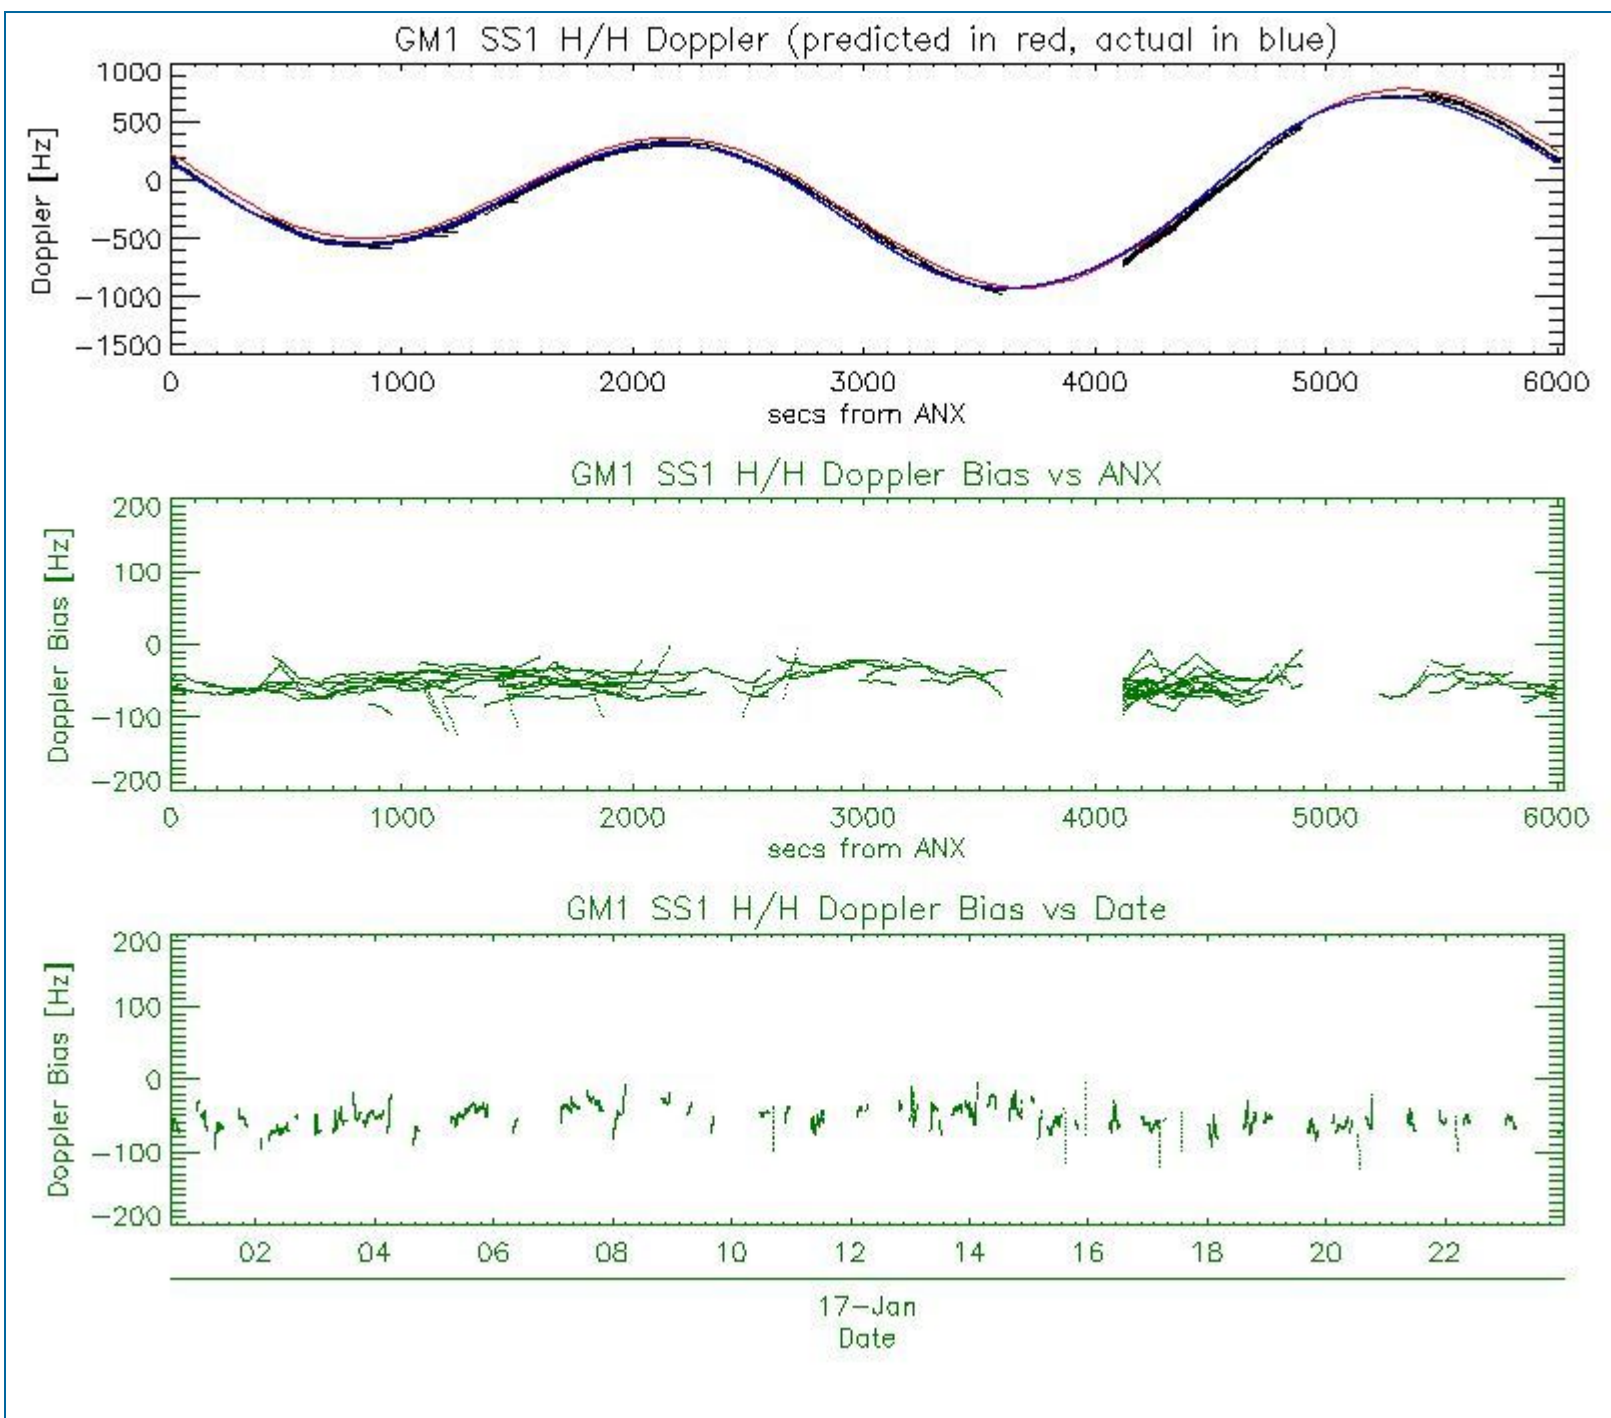 GM1 SS1 H/H Doppler (predicted in red, actual in blue)
1000
500
0
-500
-1000
-1500
Doppler [Hz]
0 1000 2000 3000 4000 5000 6000
secs from ANX
GM1 SS1 H/H Doppler Bias vs ANX
200
100
0
-100
-200
Doppler Bias [Hz]
0 1000 2000 3000 4000 5000 6000
secs from ANX
GM1 SS1 H/H Doppler Bias vs Date
200
100
0
-100
-200
Doppler Bias [Hz]
02 04 06 08 10 12 14 16 18 20 22
17-Jan
Date